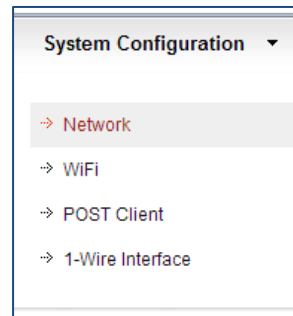 System Configuration
Network
WiFi
POST Client
1-Wire Interface